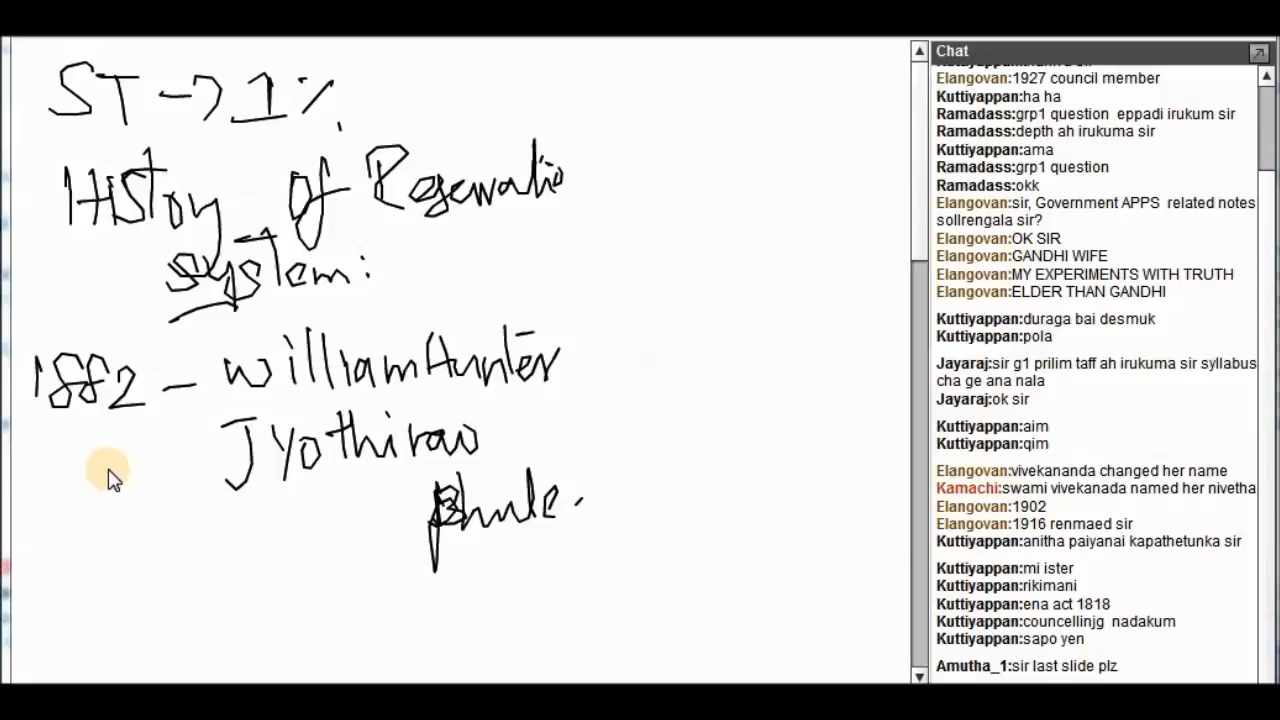 ST → 1%.
History of Reservatio
system:
1882 - William Hunter
Jyothirao
phule.
Chat
Elangovan:1927 council member
Kuttiyappan:ha ha
Ramadass:grp1 question eppadi irukum sir
Ramadass:depth ah irukuma sir
Kuttiyappan:ama
Ramadass:grp1 question
Ramadass:okk
Elangovan:sir, Government APPS related notes
sollrengala sir?
Elangovan:OK SIR
Elangovan:GANDHI WIFE
Elangovan:MY EXPERIMENTS WITH TRUTH
Elangovan:ELDER THAN GANDHI
Kuttiyappan:duraga bai desmuk
Kuttiyappan:pola
Jayaraj:sir g1 prilim taff ah irukuma sir syllabus
cha ge ana nala
Jayaraj:ok sir
Kuttiyappan:aim
Kuttiyappan:qim
Elangovan:vivekananda changed her name
Kamachi:swami vivekanada named her nivetha
Elangovan:1902
Elangovan:1916 renmaed sir
Kuttiyappan:anitha paiyanai kapathetunka sir
Kuttiyappan:mi ister
Kuttiyappan:rikimani
Kuttiyappan:ena act 1818
Kuttiyappan:councellinjg nadakum
Kuttiyappan:sapo yen
Amutha_1:sir last slide plz